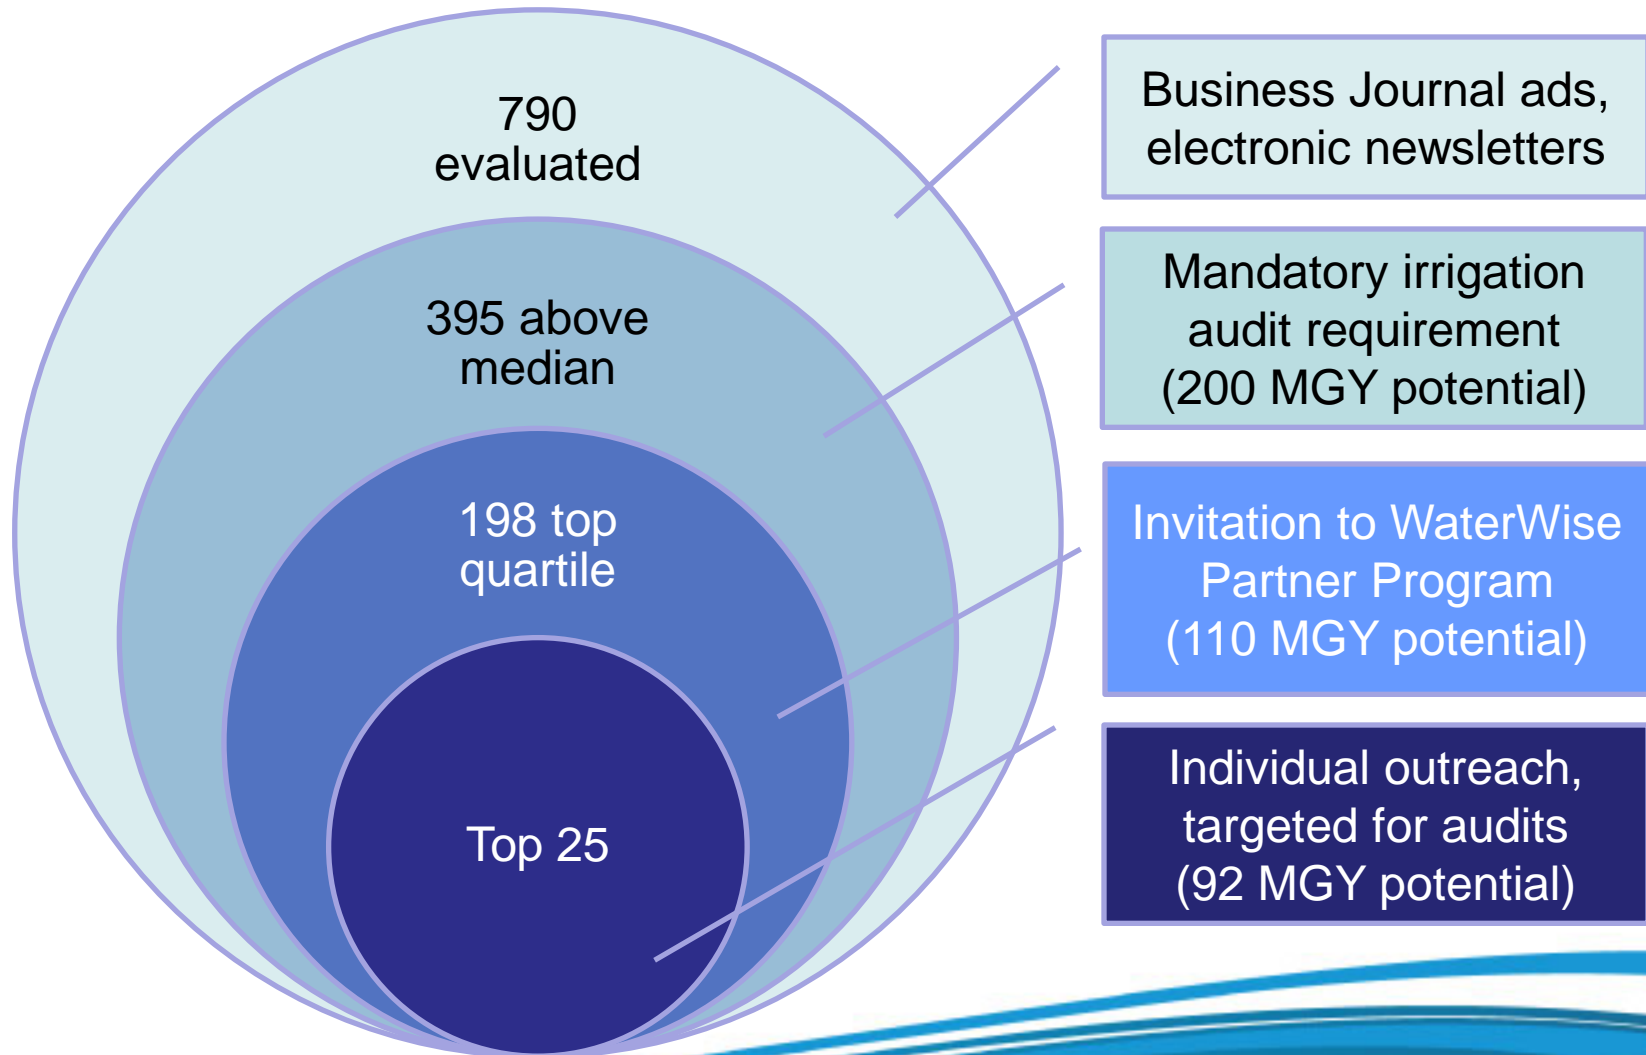 790
evaluated
395 above
median
198 top
quartile
Top 25
Business Journal ads,
electronic newsletters
Mandatory irrigation
audit requirement
(200 MGY potential)
Invitation to WaterWise
Partner Program
(110 MGY potential)
Individual outreach,
targeted for audits
(92 MGY potential)